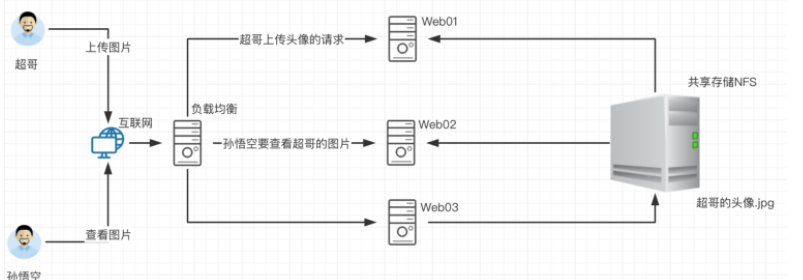 超哥
上传图片
互联网
查看图片
孙悟空
负载均衡
超哥上传头像的请求
孙悟空要查看超哥的图片
Web01
Web02
Web03
共享存储NFS
超哥的头像.jpg